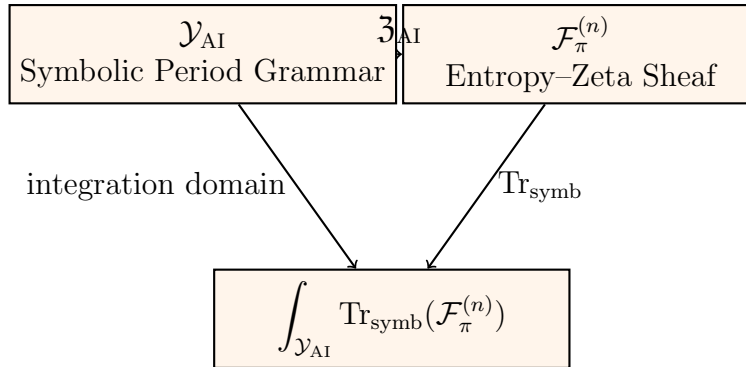 𝒴_AI
Symbolic Period Grammar
ℨ_AI
ℱ_π^(n)
Entropy–Zeta Sheaf
integration domain
Tr_symb
∫_{𝒴_AI} Tr_symb(ℱ_π^(n))